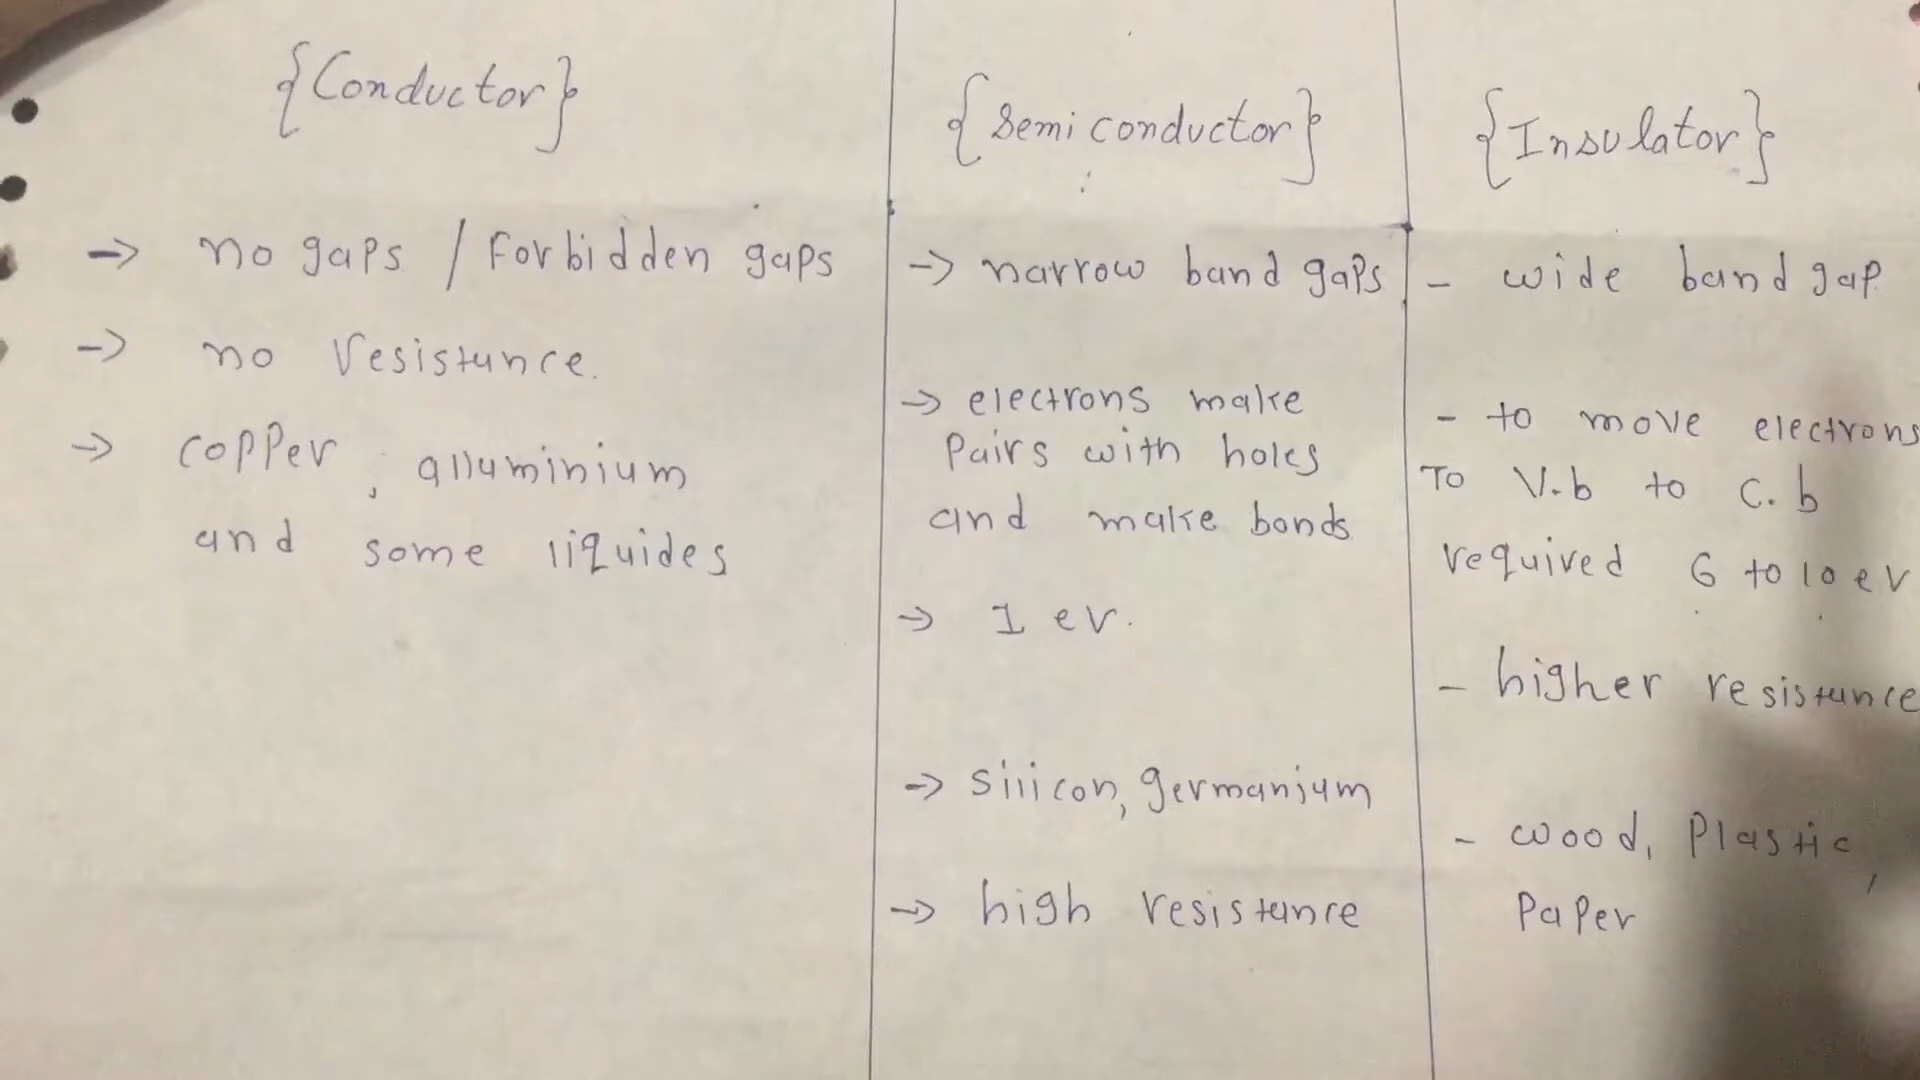 {Conductor}
→ no gaps / Forbidden gaps
→ no resistance.
→ copper, alluminium
and some liquides
{Semi conductor}
→ narrow band gaps
→ electrons make
Pairs with holes
and make bonds
→ 1 ev.
→ silicon, germanium
→ high resistance
{Insulator}
- wide band gap
- to move electrons
To V.b to C.b
required 6 to 10 ev
- higher resistance
- wood, Plastic,
Paper